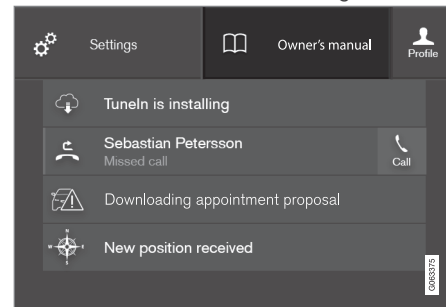 Settings
Owner's manual
Profile
TuneIn is installing
Sebastian Petersson
Missed call
Call
Downloading appointment proposal
N
W E
S
New position received
G063375